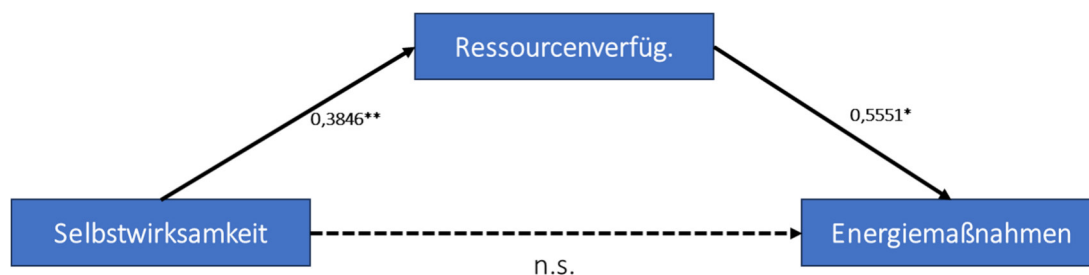 Ressourcenverfüg.
0,3846**
0,5551*
Selbstwirksamkeit
Energiemaßnahmen
n.s.